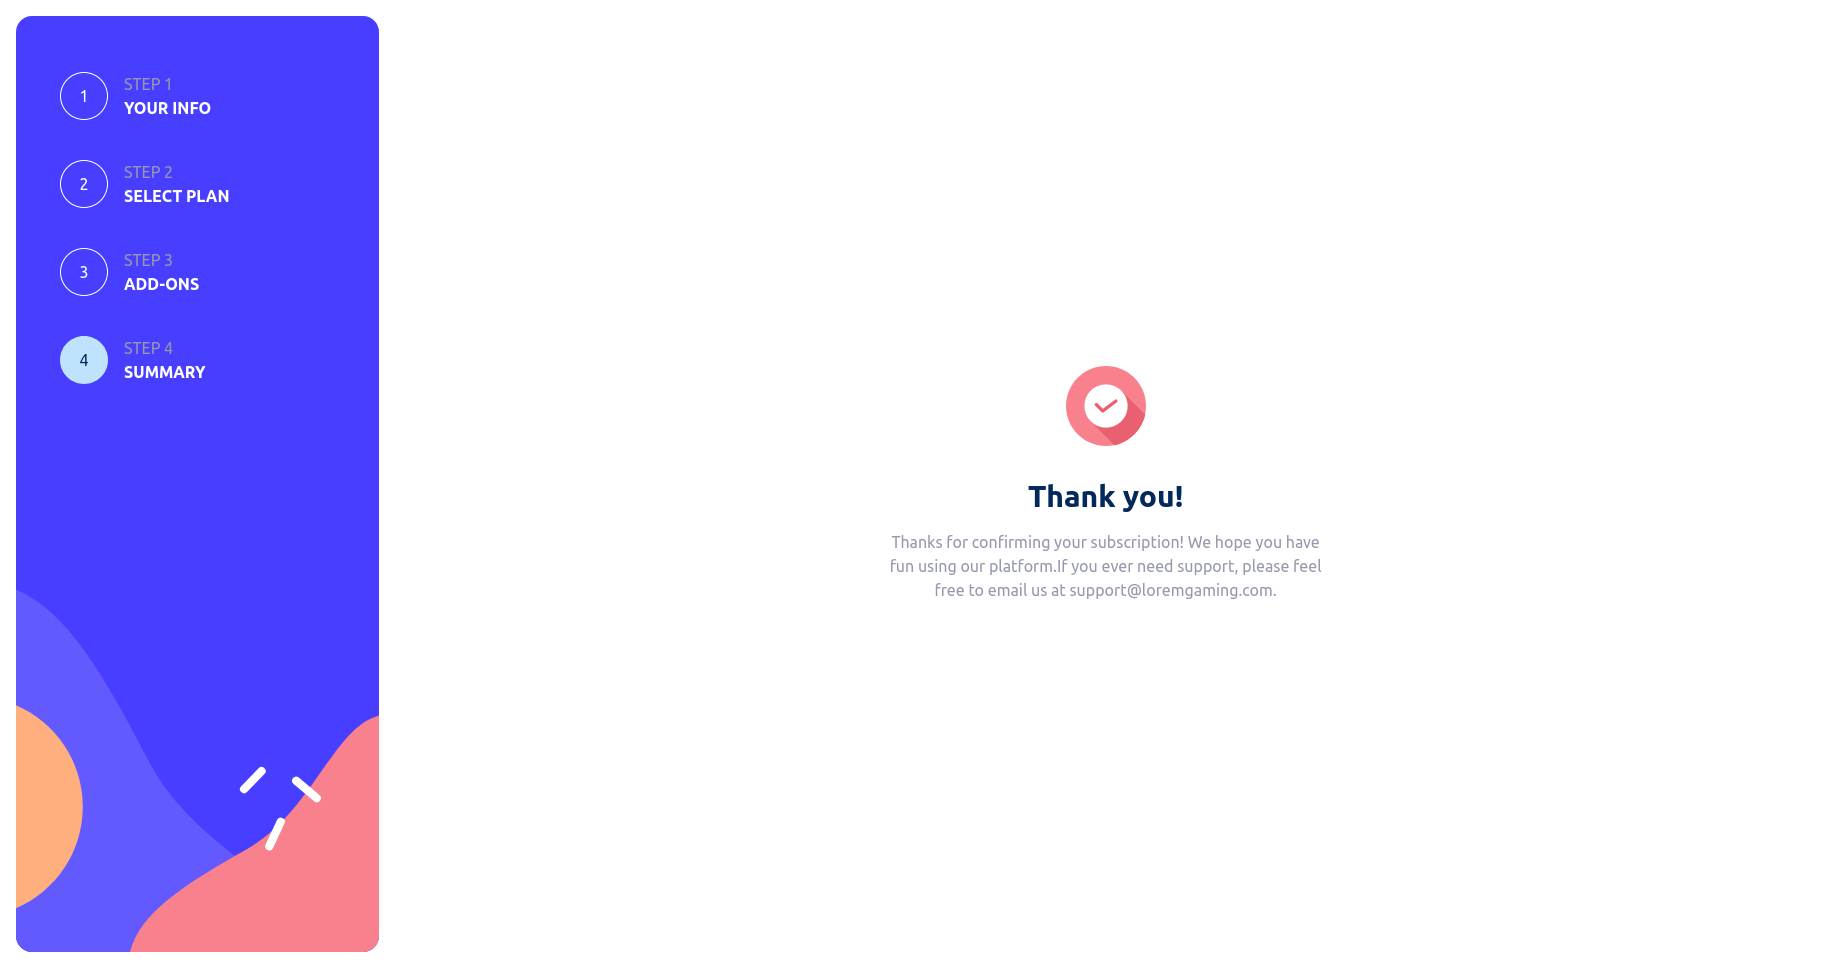 1
STEP 1
YOUR INFO
2
STEP 2
SELECT PLAN
3
STEP 3
ADD-ONS
4
STEP 4
SUMMARY
Thank you!
Thanks for confirming your subscription! We hope you have
fun using our platform.If you ever need support, please feel
free to email us at support@loremgaming.com.